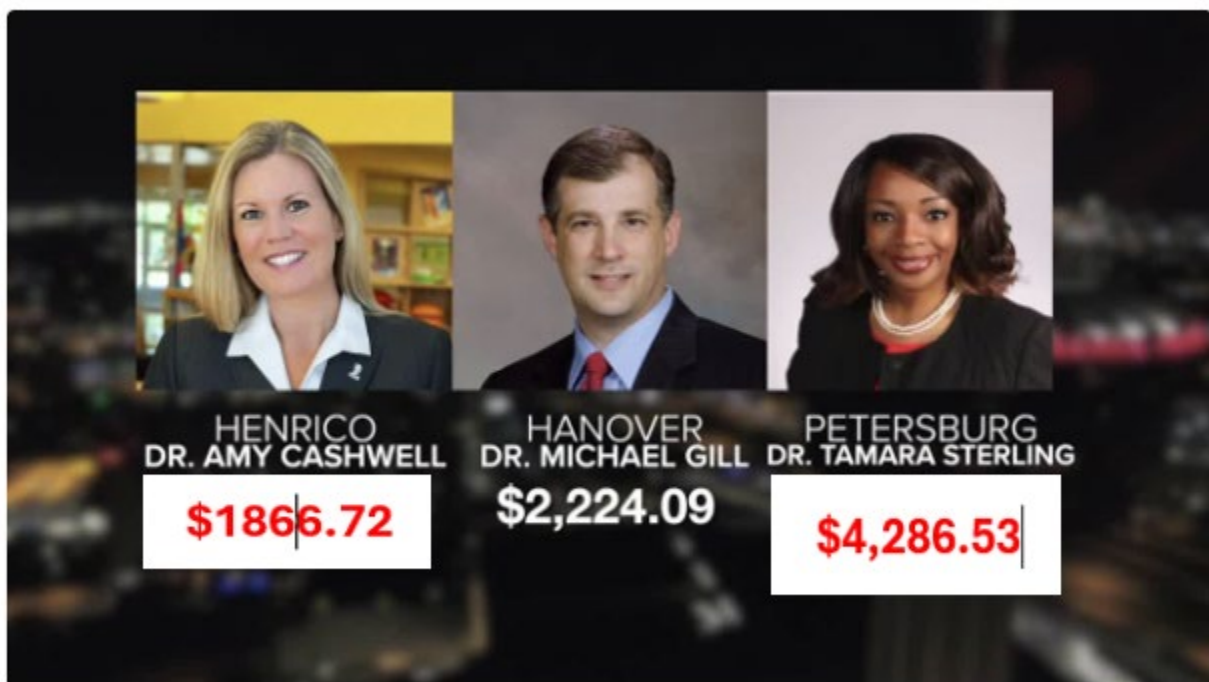 HENRICO
DR. AMY CASHWELL
$1866.72
HANOVER
DR. MICHAEL GILL
$2,224.09
PETERSBURG
DR. TAMARA STERLING
$4,286.53